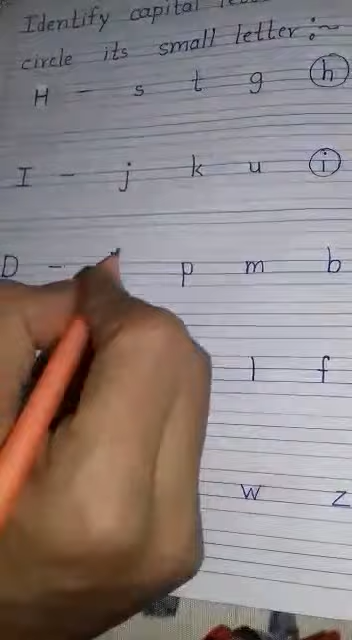 Identify capital
circle its small letter :~
H - s t g h
I - j k u i
D - p m b
l f
w z